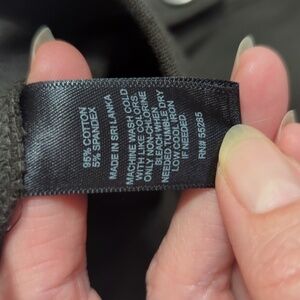 95% COTTON
5% SPANDEX
MADE IN SRI LANKA
MACHINE WASH COLD
WITH LIKE COLORS.
ONLY NON-CHLORINE
BLEACH WHEN
NEEDED. TUMBLE DRY
LOW. COOL IRON
IF NEEDED.
RN# 55285